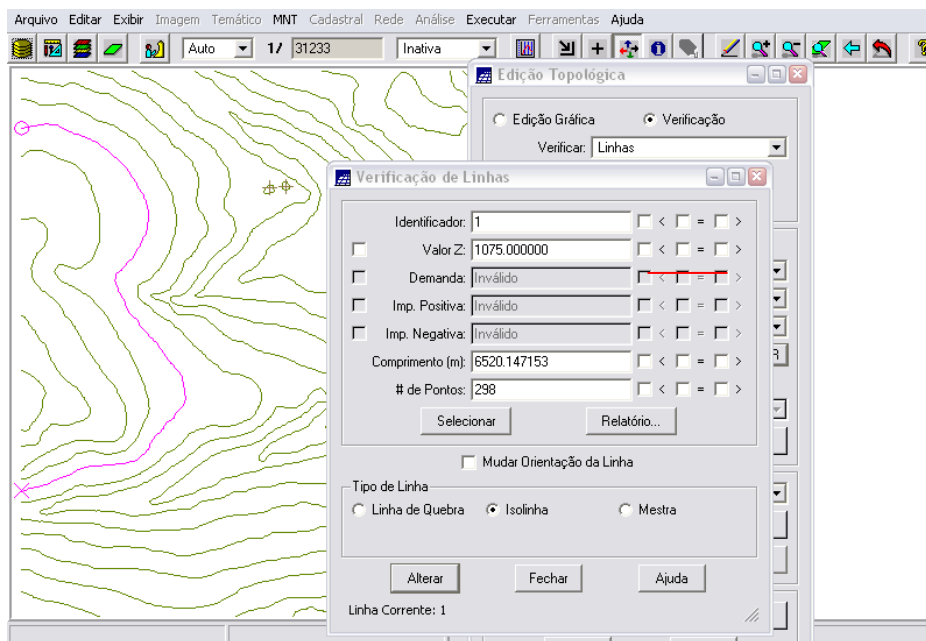 Arquivo Editar Exibir Imagem Temático MNT Cadastral Rede Análise Executar Ferramentas Ajuda
Auto 1/ 31233 Inativa
Edição Topológica
Edição Gráfica Verificação
Verificar: Linhas
Verificação de Linhas
Identificador: 1 < = >
Valor Z: 1075.000000 < = >
Demanda: Inválido < = >
Imp. Positiva: Inválido < = >
Imp. Negativa: Inválido < = >
Comprimento (m): 6520.147153 < = >
# de Pontos: 298 < = >
Selecionar Relatório...
Mudar Orientação da Linha
Tipo de Linha
Linha de Quebra Isolinha Mestra
Alterar Fechar Ajuda
Linha Corrente: 1